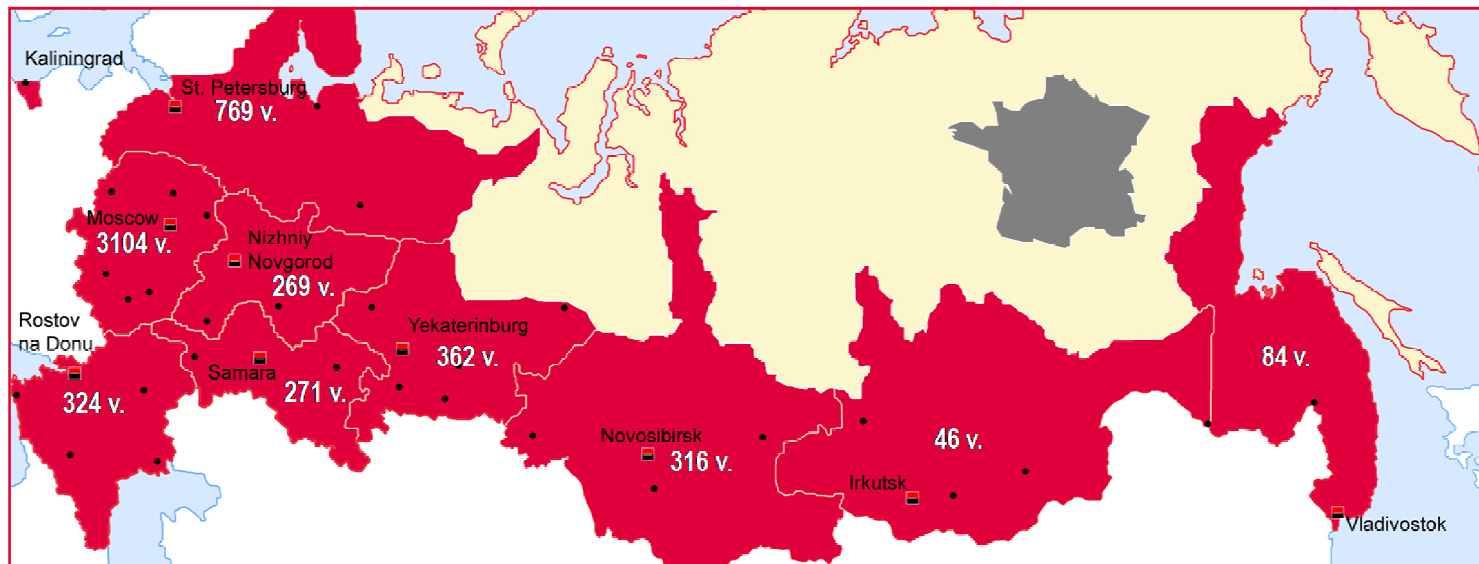 Kaliningrad
St. Petersburg
769 v.
Moscow
3104 v.
Nizhniy
Novgorod
269 v.
Rostov
na Donu
324 v.
Samara
271 v.
Yekaterinburg
362 v.
Novosibirsk
316 v.
Irkutsk
46 v.
84 v.
Vladivostok